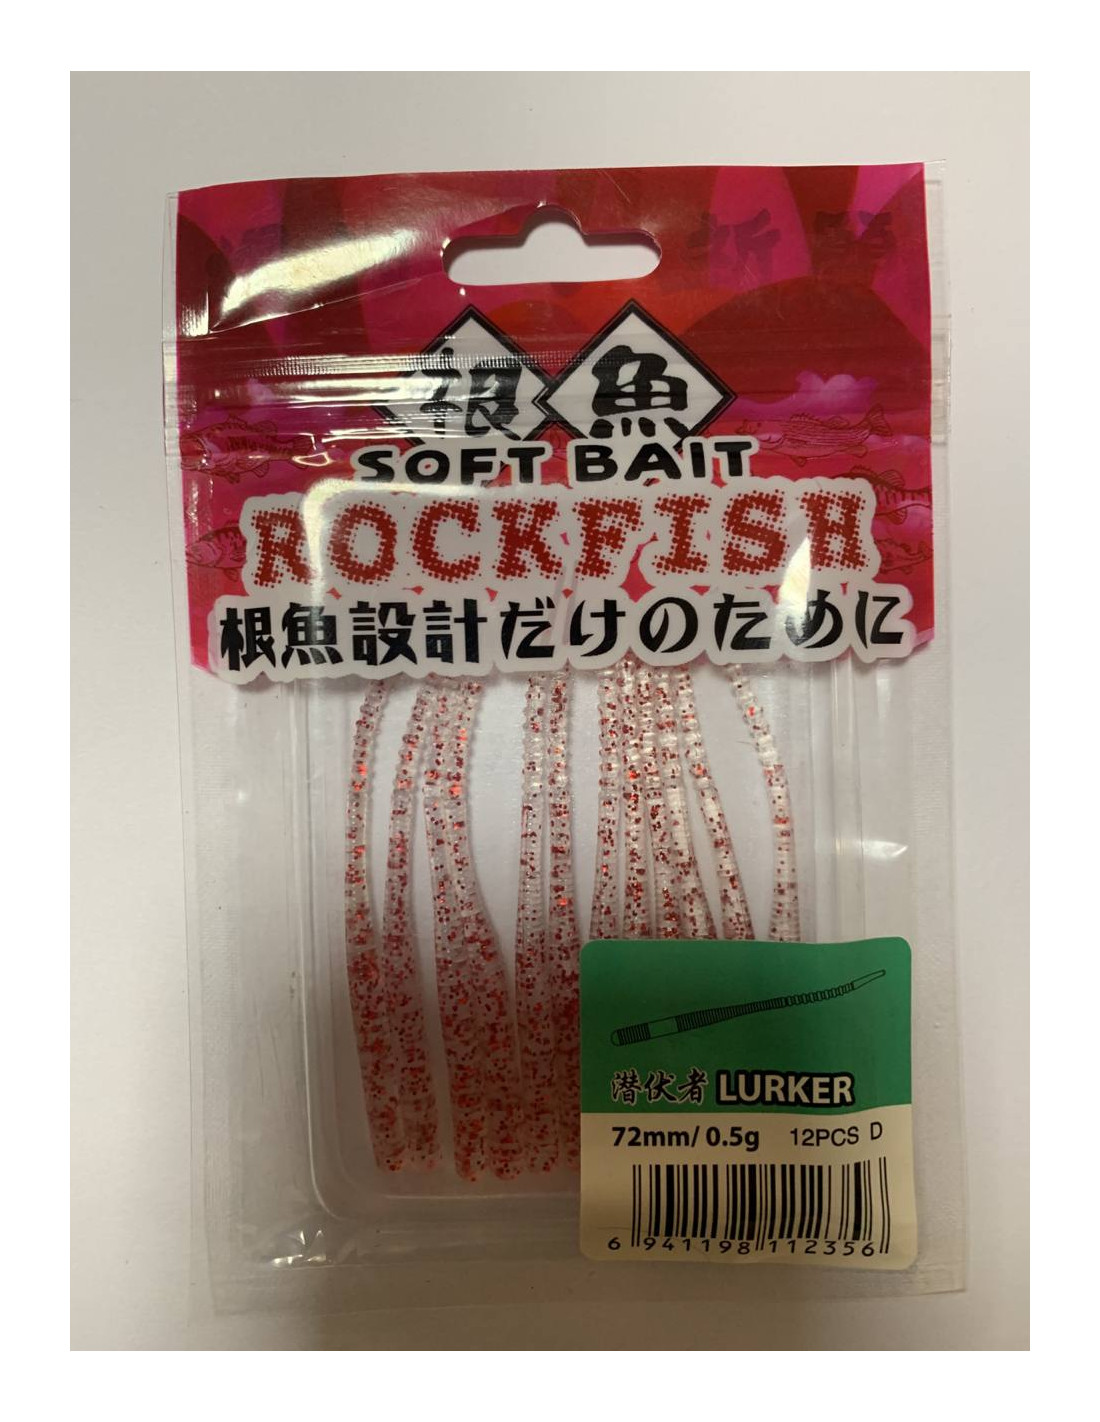 根魚
SOFT BAIT
ROCKFISH
根魚設計だけのために
潜伏者 LURKER
72mm/ 0.5g 12PCS D
6 941198 112356